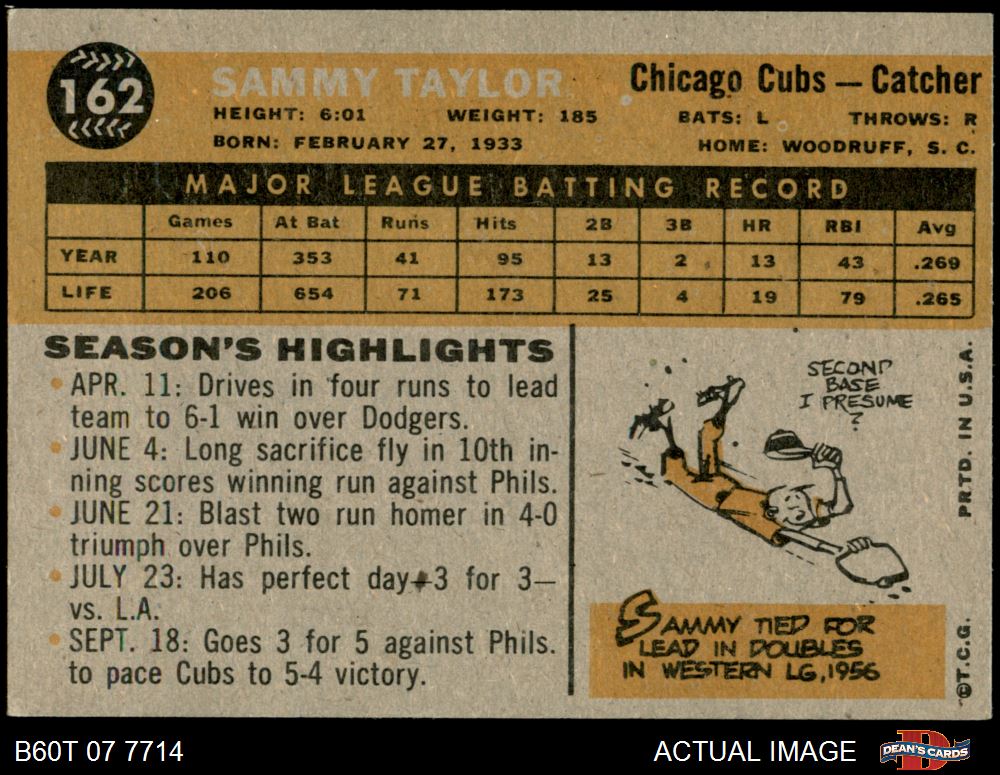 162
SAMMY TAYLOR
Chicago Cubs — Catcher
HEIGHT: 6:01 WEIGHT: 185 BATS: L THROWS: R
BORN: FEBRUARY 27, 1933 HOME: WOODRUFF, S. C.
MAJOR LEAGUE BATTING RECORD
Games At Bat Runs Hits 2B 3B HR RBI Avg
YEAR 110 353 41 95 13 2 13 43 .269
LIFE 206 654 71 173 25 4 19 79 .265
SEASON'S HIGHLIGHTS
• APR. 11: Drives in four runs to lead
team to 6-1 win over Dodgers.
• JUNE 4: Long sacrifice fly in 10th in-
ning scores winning run against Phils.
• JUNE 21: Blast two run homer in 4-0
triumph over Phils.
• JULY 23: Has perfect day—3 for 3—
vs. L.A.
• SEPT. 18: Goes 3 for 5 against Phils.
to pace Cubs to 5-4 victory.
SECOND
BASE
I PRESUME
?
SAMMY TIED FOR
LEAD IN DOUBLES
IN WESTERN LG, 1956
PRTD. IN U.S.A.
©T.C.G.
B60T 07 7714
ACTUAL IMAGE
DEAN'S CARDS